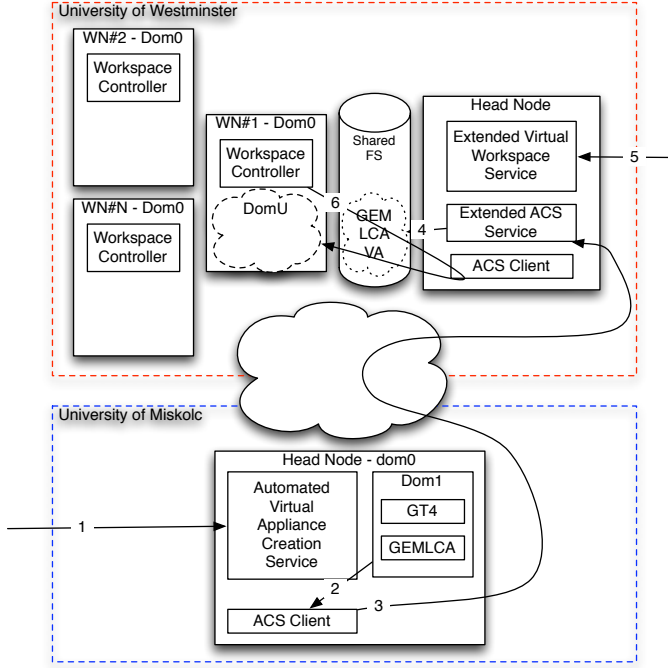 University of Westminster
WN#2 - Dom0
Workspace
Controller
WN#1 - Dom0
Workspace
Controller
DomU
WN#N - Dom0
Workspace
Controller
Shared
FS
GEM
LCA
VA
Head Node
Extended Virtual
Workspace
Service
Extended ACS
Service
ACS Client
5
6
4
University of Miskolc
Head Node - dom0
Automated
Virtual
Appliance
Creation
Service
Dom1
GT4
GEMLCA
ACS Client
1
2
3